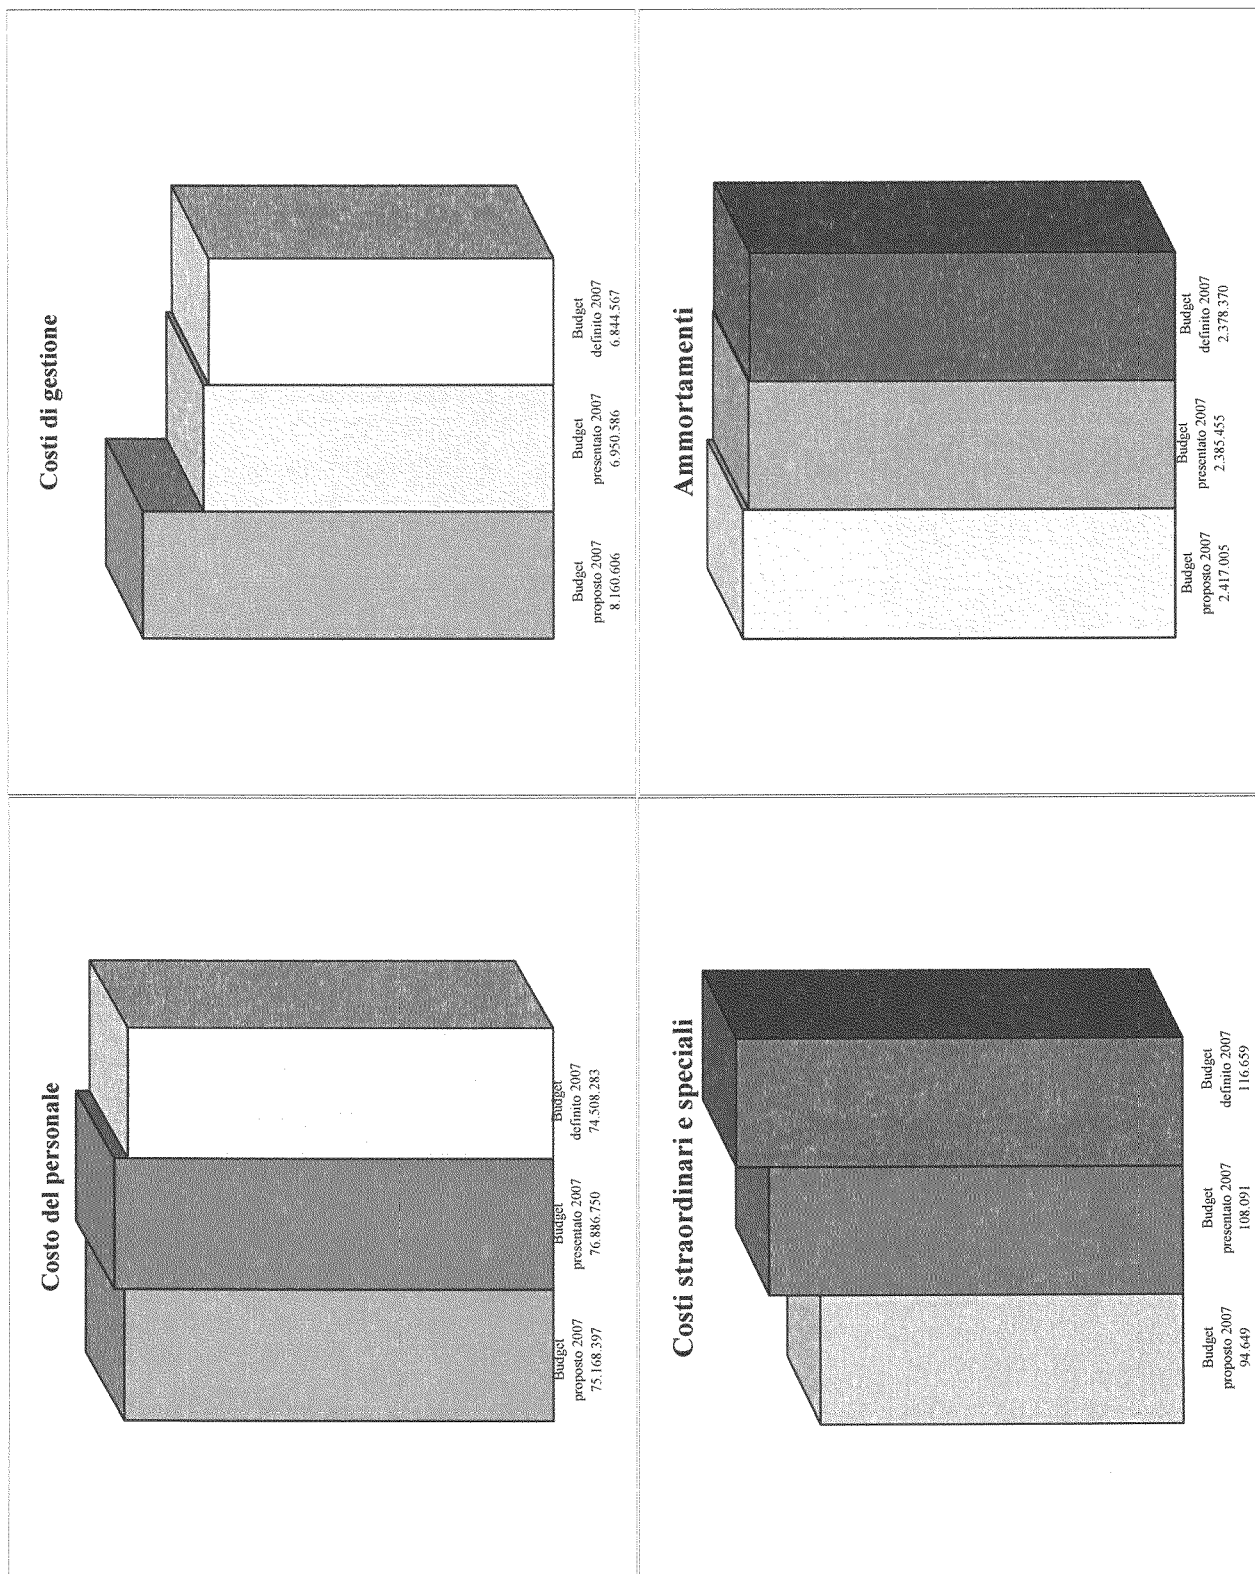 Costo del personale
Budget
proposto 2007
75.168.397
Budget
presentato 2007
76.886.750
Budget
definito 2007
74.508.283
Costi di gestione
Budget
proposto 2007
8.160.606
Budget
presentato 2007
6.950.586
Budget
definito 2007
6.844.567
Costi straordinari e speciali
Budget
proposto 2007
94.649
Budget
presentato 2007
108.091
Budget
definito 2007
116.659
Ammortamenti
Budget
proposto 2007
2.417.005
Budget
presentato 2007
2.385.455
Budget
definito 2007
2.378.370